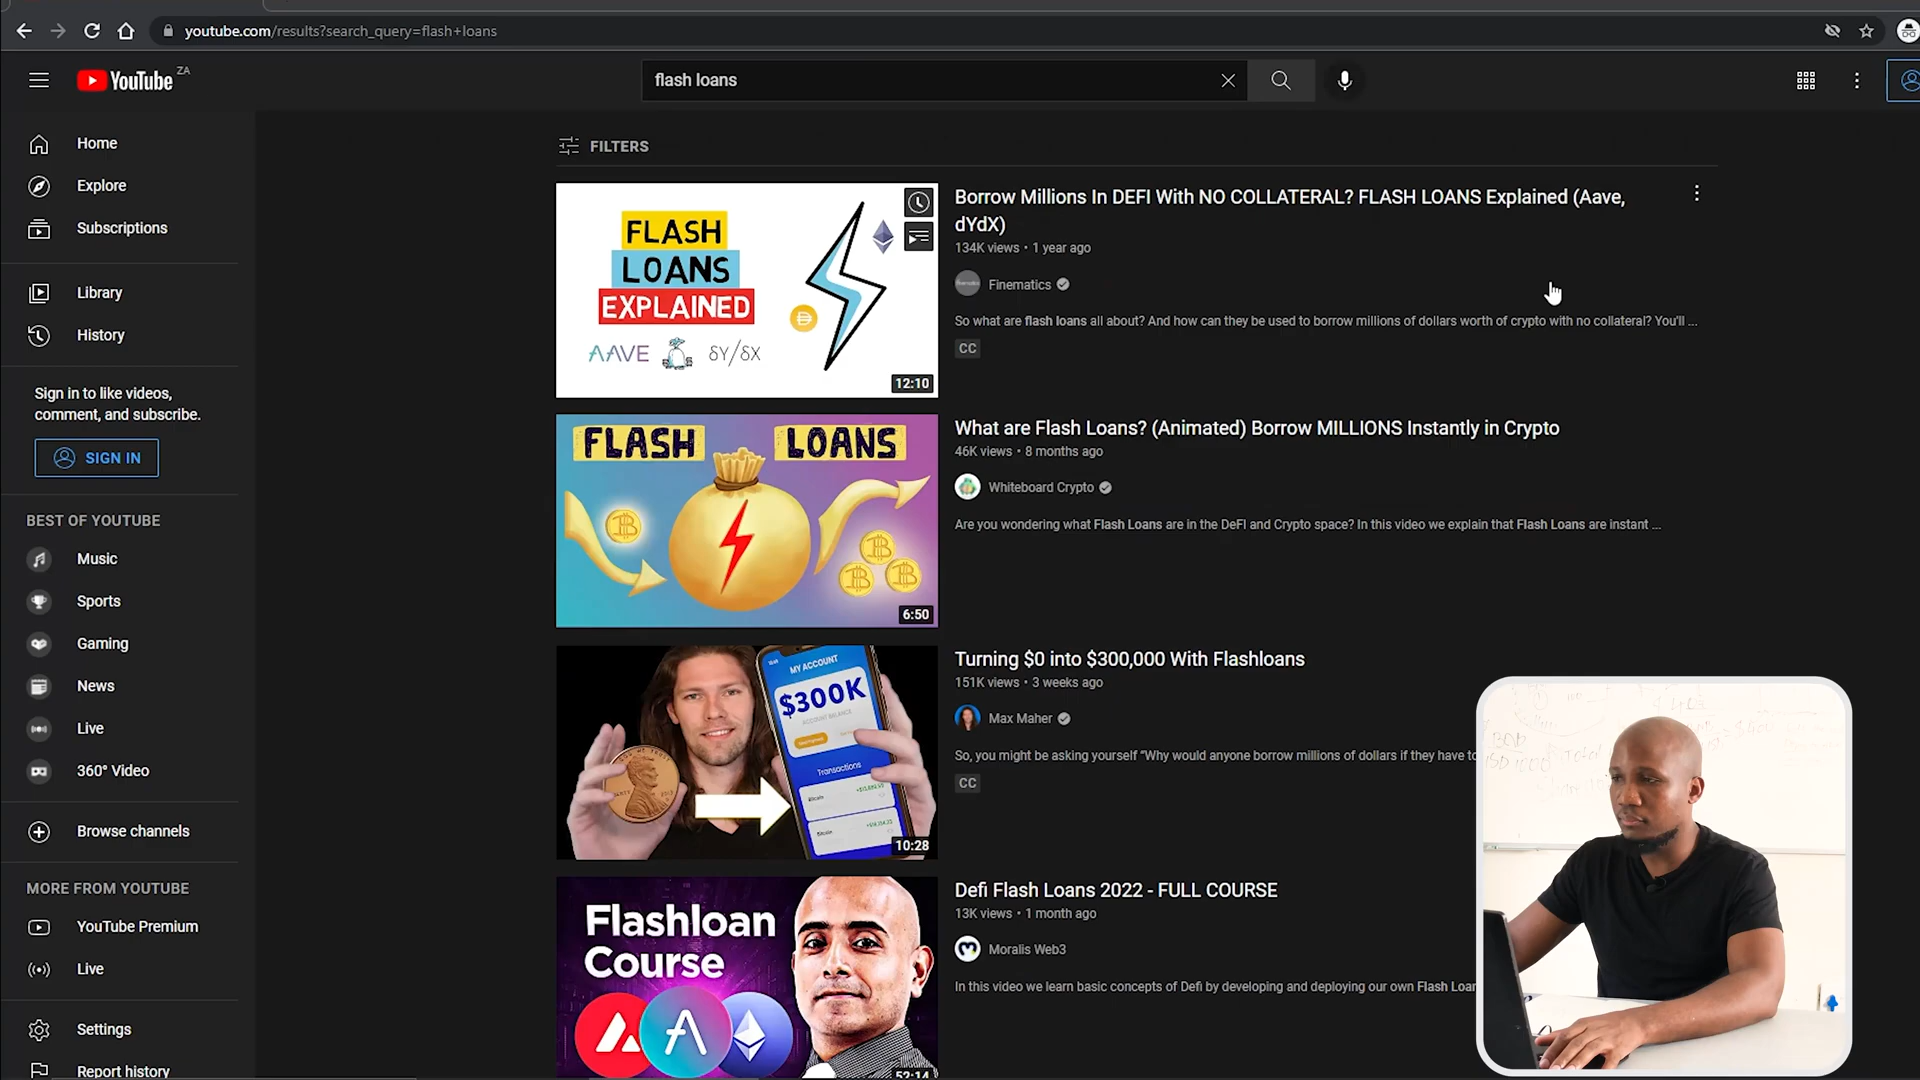 youtube.com/results?search_query=flash+loans
YouTube ZA
flash loans
Home
Explore
Subscriptions
Library
History
Sign in to like videos,
comment, and subscribe.
SIGN IN
BEST OF YOUTUBE
Music
Sports
Gaming
News
Live
360° Video
Browse channels
MORE FROM YOUTUBE
YouTube Premium
Live
Settings
Report history
FILTERS
FLASH
LOANS
EXPLAINED
AAVE
δY/δX
12:10
Borrow Millions In DEFI With NO COLLATERAL? FLASH LOANS Explained (Aave,
dYdX)
134K views • 1 year ago
Finematics
So what are flash loans all about? And how can they be used to borrow millions of dollars worth of crypto with no collateral? You'll ...
CC
FLASH LOANS
6:50
What are Flash Loans? (Animated) Borrow MILLIONS Instantly in Crypto
46K views • 8 months ago
Whiteboard Crypto
Are you wondering what Flash Loans are in the DeFI and Crypto space? In this video we explain that Flash Loans are instant ...
MY ACCOUNT
$300K
ACCOUNT BALANCE
Transactions
Bitcoin
Bitcoin
10:28
Turning $0 into $300,000 With Flashloans
151K views • 3 weeks ago
Max Maher
So, you might be asking yourself “Why would anyone borrow millions of dollars if they have to
CC
Flashloan
Course
52:14
Defi Flash Loans 2022 - FULL COURSE
13K views • 1 month ago
Moralis Web3
In this video we learn basic concepts of Defi by developing and deploying our own Flash Loan